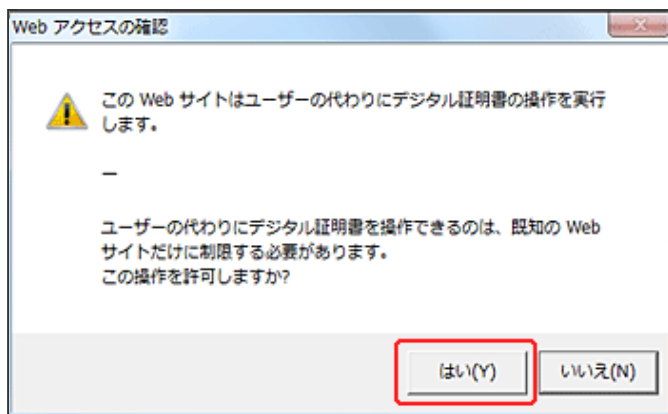 Web アクセスの確認
この Web サイトはユーザーの代わりにデジタル証明書の操作を実行
します。
ー
ユーザーの代わりにデジタル証明書を操作できるのは、既知の Web
サイトだけに制限する必要があります。
この操作を許可しますか?
はい(Y)
いいえ(N)